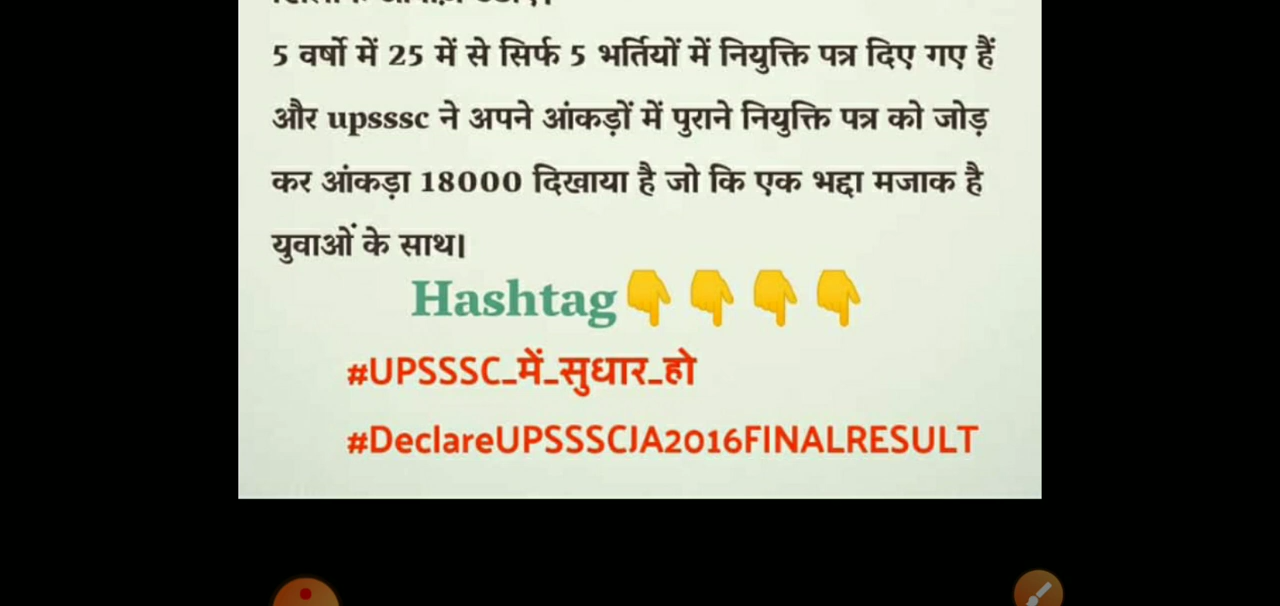 5 वर्षो में 25 में से सिर्फ 5 भर्तियों में नियुक्ति पत्र दिए गए हैं
और upsssc ने अपने आंकड़ों में पुराने नियुक्ति पत्र को जोड़
कर आंकड़ा 18000 दिखाया है जो कि एक भद्दा मजाक है
युवाओं के साथ।
Hashtag👇👇👇👇
#UPSSSC_में_सुधार_हो
#DeclareUPSSSCJA2016FINALRESULT